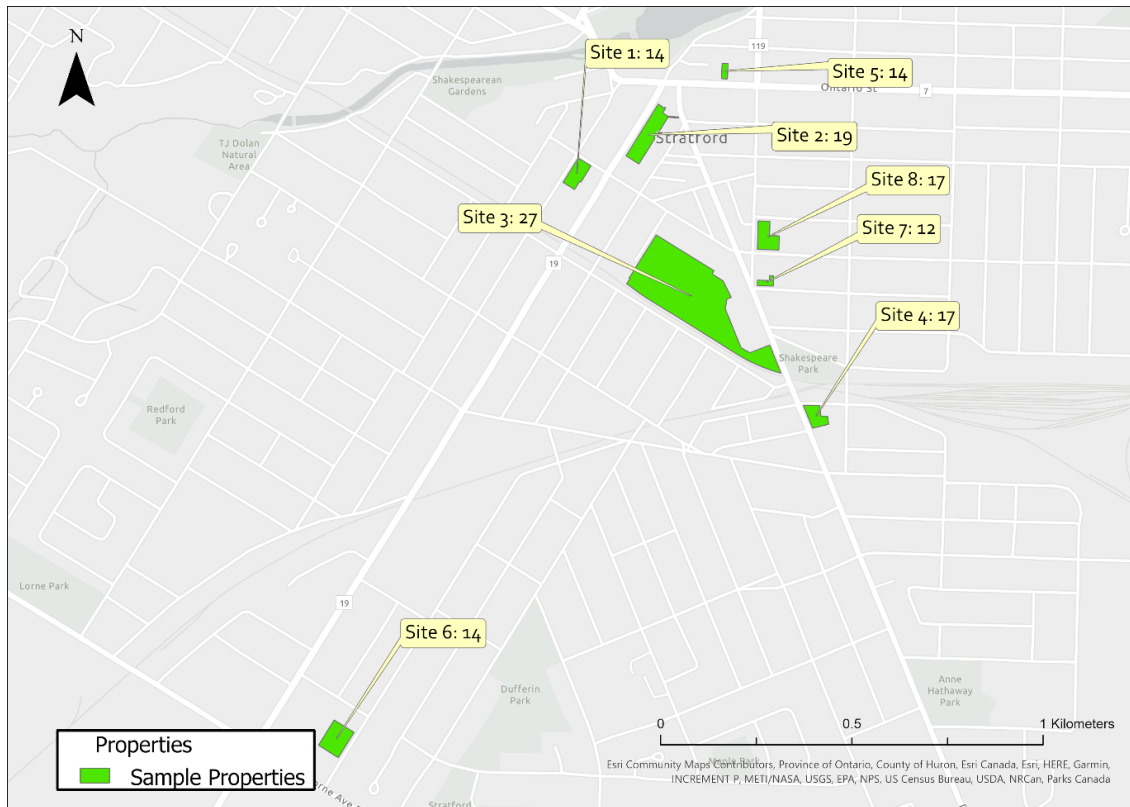 N
Site 1: 14
119
Site 5: 14
Ontario St
7
Shakespearean
Gardens
Site 2: 19
Stratford
TJ Dolan
Natural
Area
Site 8: 17
Site 3: 27
Site 7: 12
19
Site 4: 17
Shakespeare
Park
Redford
Park
Lorne Park
19
Site 6: 14
Anne
Hathaway
Park
Dufferin
Park
0 0.5 1 Kilometers
Properties
Sample Properties
Maple Park
Esri Community Maps Contributors, Province of Ontario, County of Huron, Esri Canada, Esri, HERE, Garmin,
INCREMENT P, METI/NASA, USGS, EPA, NPS, US Census Bureau, USDA, NRCan, Parks Canada
Stratford